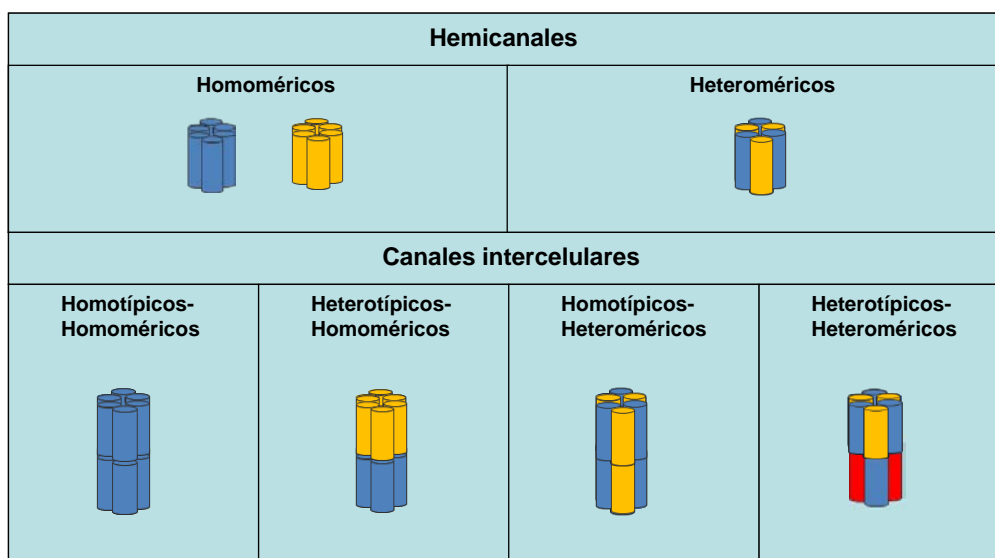 Hemicanales
Homoméricos
Heteroméricos
Canales intercelulares
Homotípicos-
Homoméricos
Heterotípicos-
Homoméricos
Homotípicos-
Heteroméricos
Heterotípicos-
Heteroméricos